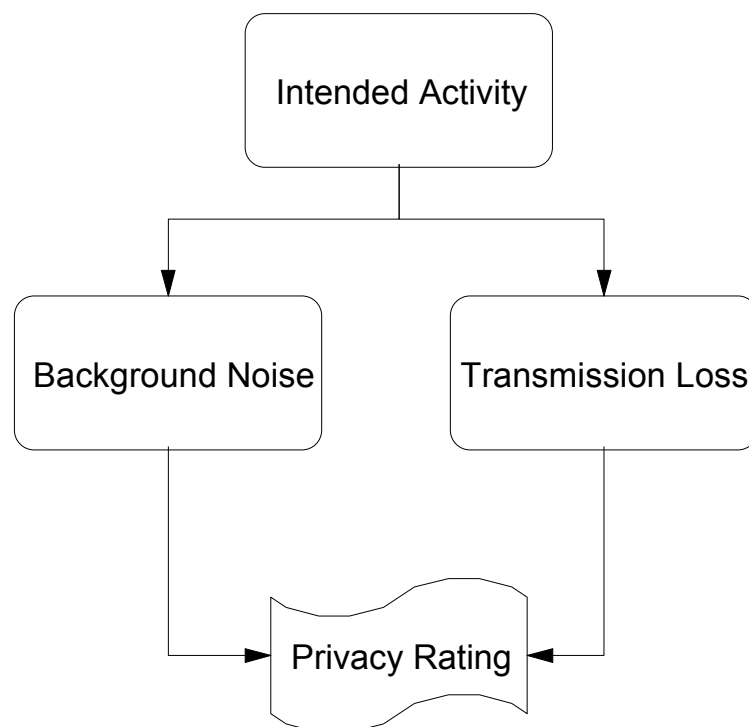 Intended Activity
Background Noise
Transmission Loss
Privacy Rating